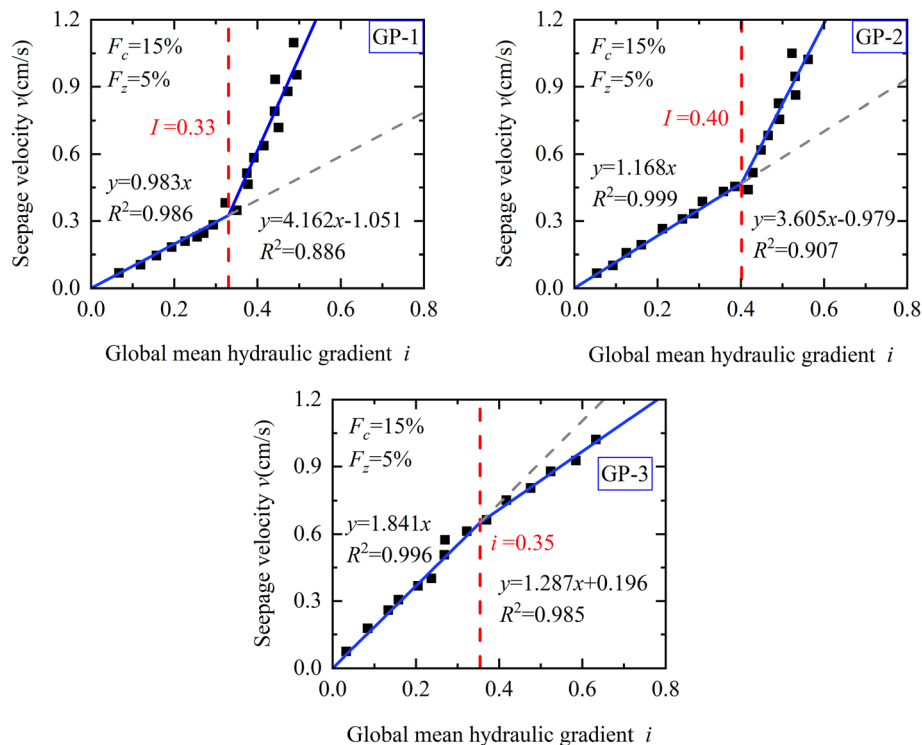 GP-1
F_c=15%
F_z=5%
I=0.33
y=0.983x
R²=0.986
y=4.162x-1.051
R²=0.886
Seepage velocity v(cm/s)
1.2
0.9
0.6
0.3
0.0
0.0 0.2 0.4 0.6 0.8
Global mean hydraulic gradient i
GP-2
F_c=15%
F_z=5%
I=0.40
y=1.168x
R²=0.999
y=3.605x-0.979
R²=0.907
Seepage velocity v(cm/s)
1.2
0.9
0.6
0.3
0.0
0.0 0.2 0.4 0.6 0.8
Global mean hydraulic gradient i
F_c=15%
F_z=5%
GP-3
y=1.841x
R²=0.996
i=0.35
y=1.287x+0.196
R²=0.985
Seepage velocity v(cm/s)
1.2
0.9
0.6
0.3
0.0
0.0 0.2 0.4 0.6 0.8
Global mean hydraulic gradient i